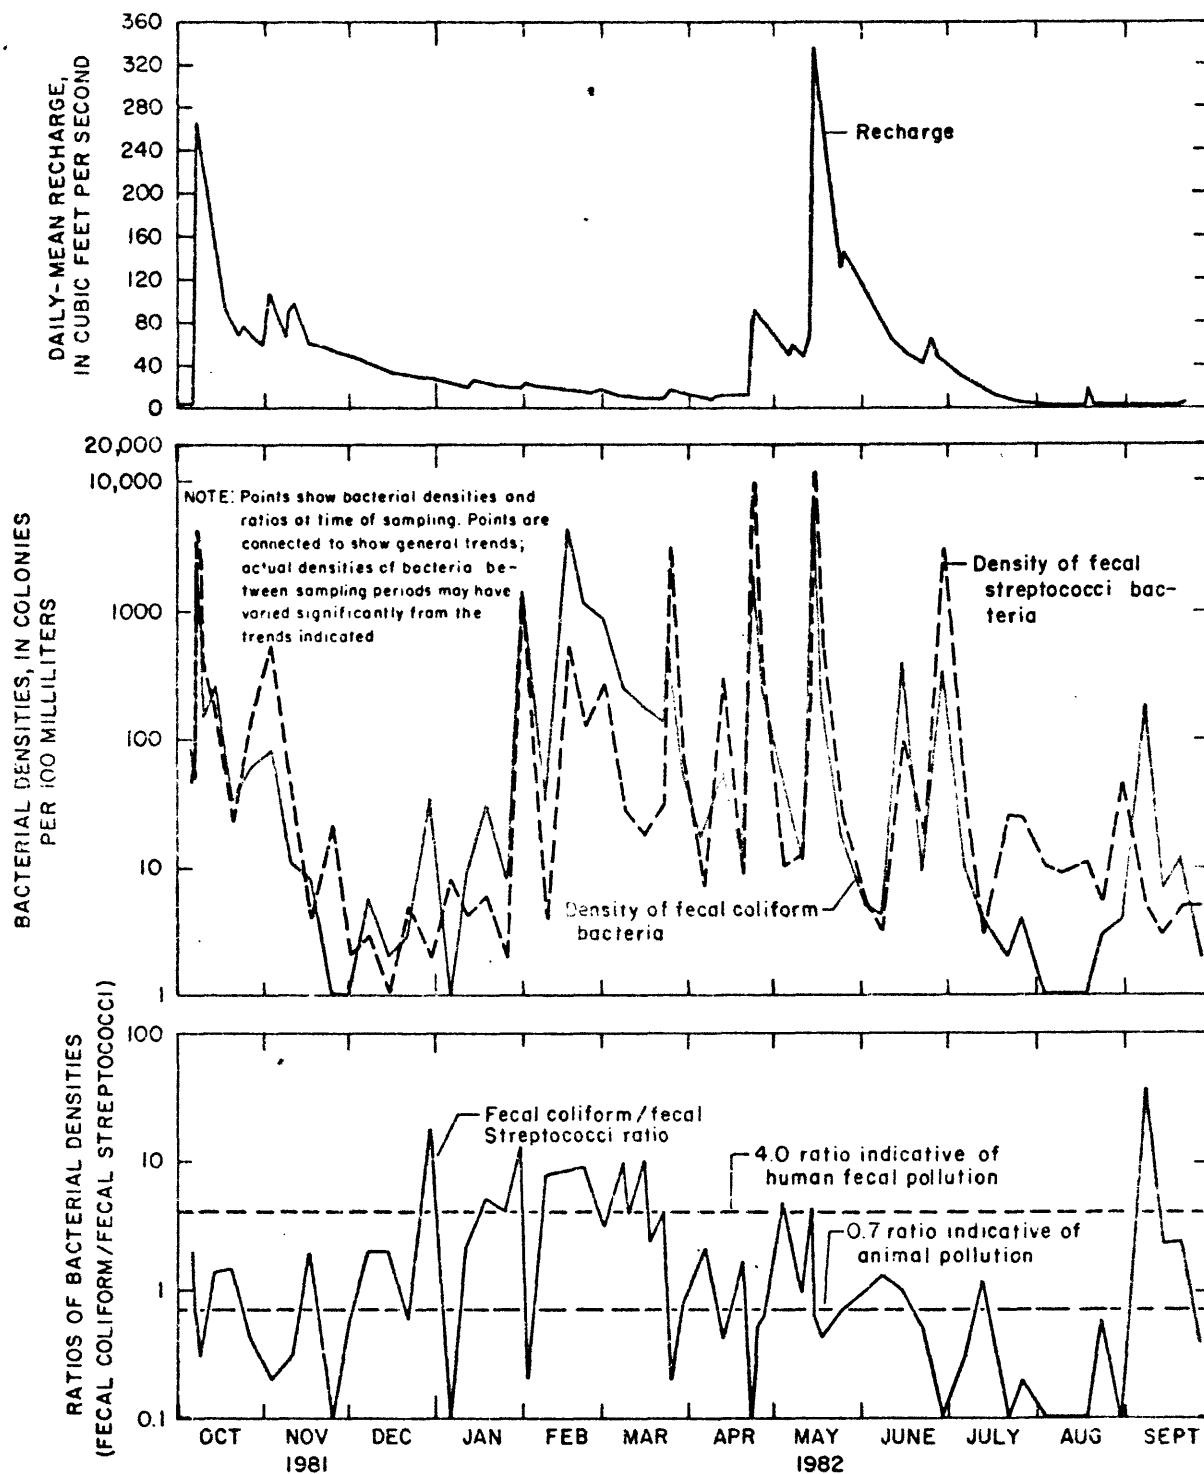 DAILY-MEAN RECHARGE,
IN CUBIC FEET PER SECOND
360
320
280
240
200
160
120
80
40
0
Recharge
BACTERIAL DENSITIES, IN COLONIES
PER 100 MILLILITERS
20,000
10,000
1000
100
10
1
NOTE: Points show bacterial densities and
ratios at time of sampling. Points are
connected to show general trends;
actual densities of bacteria be-
tween sampling periods may have
varied significantly from the
trends indicated
Density of fecal
streptococci bac-
teria
Density of fecal coliform
bacteria
RATIOS OF BACTERIAL DENSITIES
(FECAL COLIFORM/FECAL STREPTOCOCCI)
100
10
1
0.1
Fecal coliform/fecal
Streptococci ratio
4.0 ratio indicative of
human fecal pollution
0.7 ratio indicative of
animal pollution
OCT NOV DEC JAN FEB MAR APR MAY JUNE JULY AUG SEPT
1981 1982